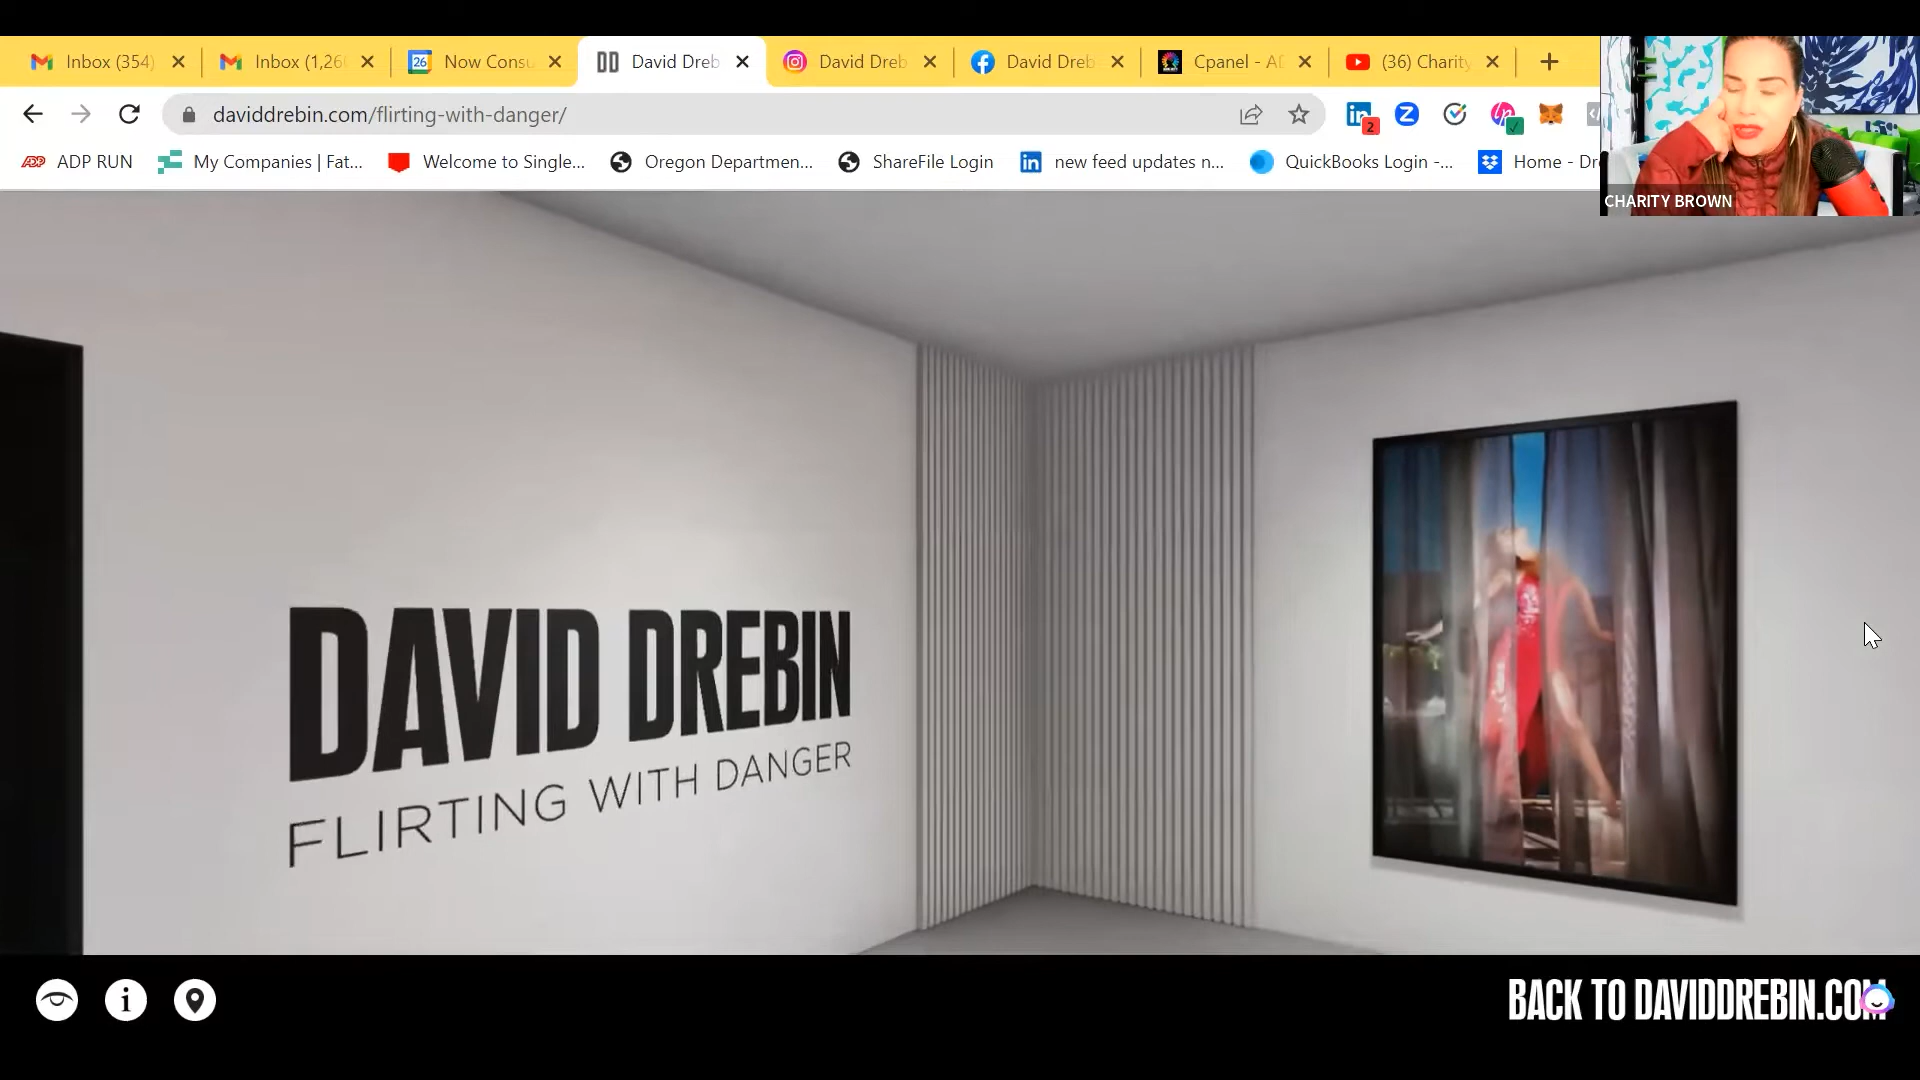 Inbox (354)
Inbox (1,26
Now Consu
David Dreb
David Dreb
David Dreb
Cpanel - A
(36) Charity
daviddrebin.com/flirting-with-danger/
2
ADP RUN
My Companies | Fat...
Welcome to Single...
Oregon Departmen...
ShareFile Login
new feed updates n...
QuickBooks Login -...
Home - Dr
CHARITY BROWN
DAVID DREBIN
FLIRTING WITH DANGER
BACK TO DAVIDDREBIN.COM